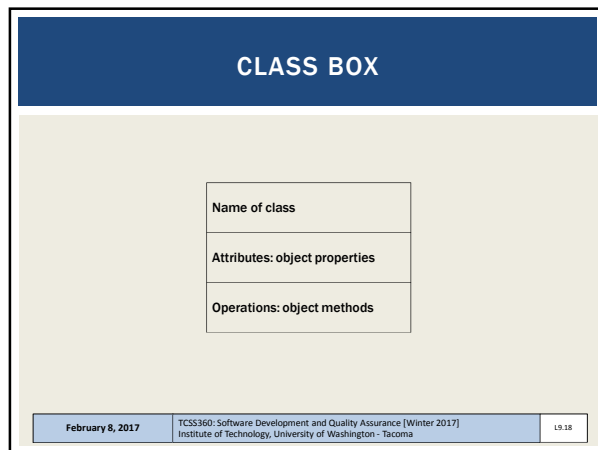 CLASS BOX
Name of class
Attributes: object properties
Operations: object methods
February 8, 2017
TCSS360: Software Development and Quality Assurance [Winter 2017]
Institute of Technology, University of Washington - Tacoma
L9.18